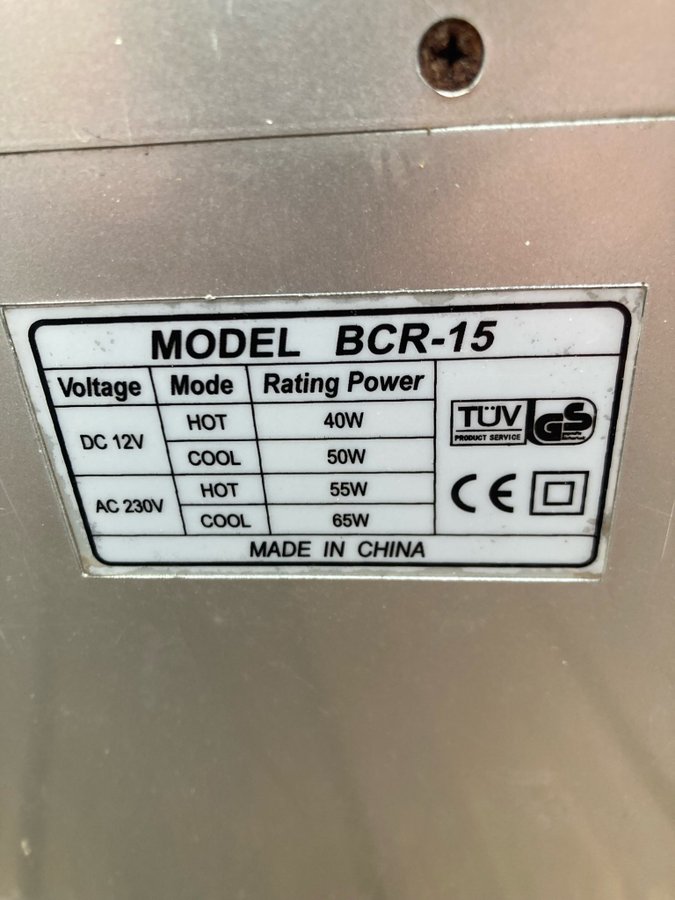 MODEL BCR-15
Voltage Mode Rating Power
DC 12V HOT 40W
COOL 50W
AC 230V HOT 55W
COOL 65W
TÜV
PRODUCT SERVICE
GS
CE
MADE IN CHINA